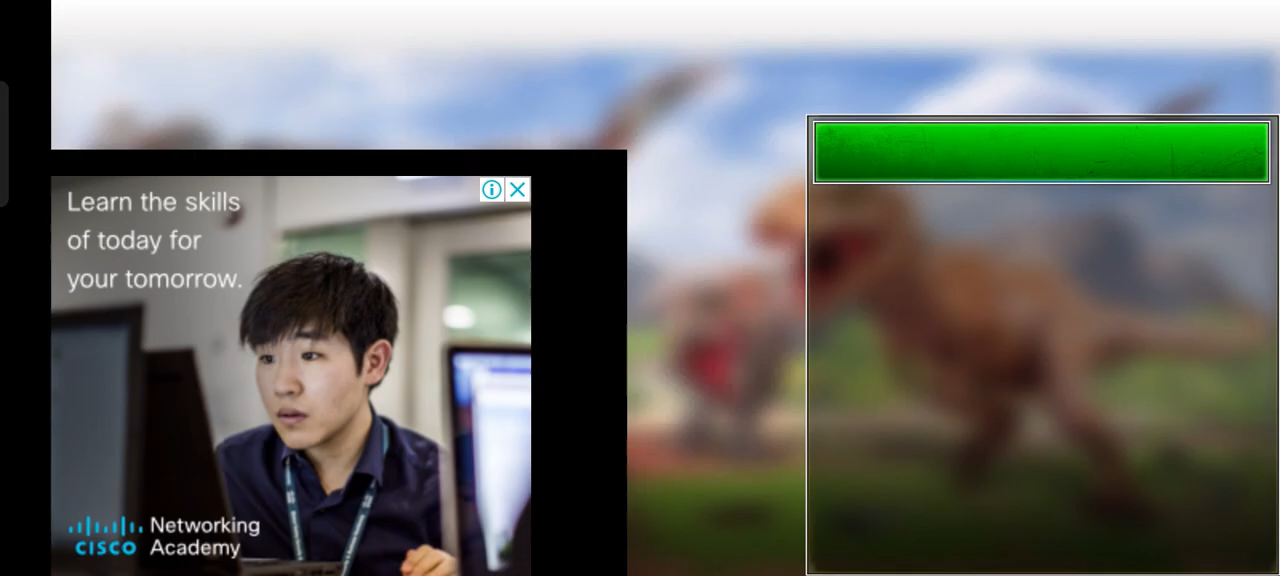 Learn the skills
of today for
your tomorrow.
CISCO
Networking
Academy